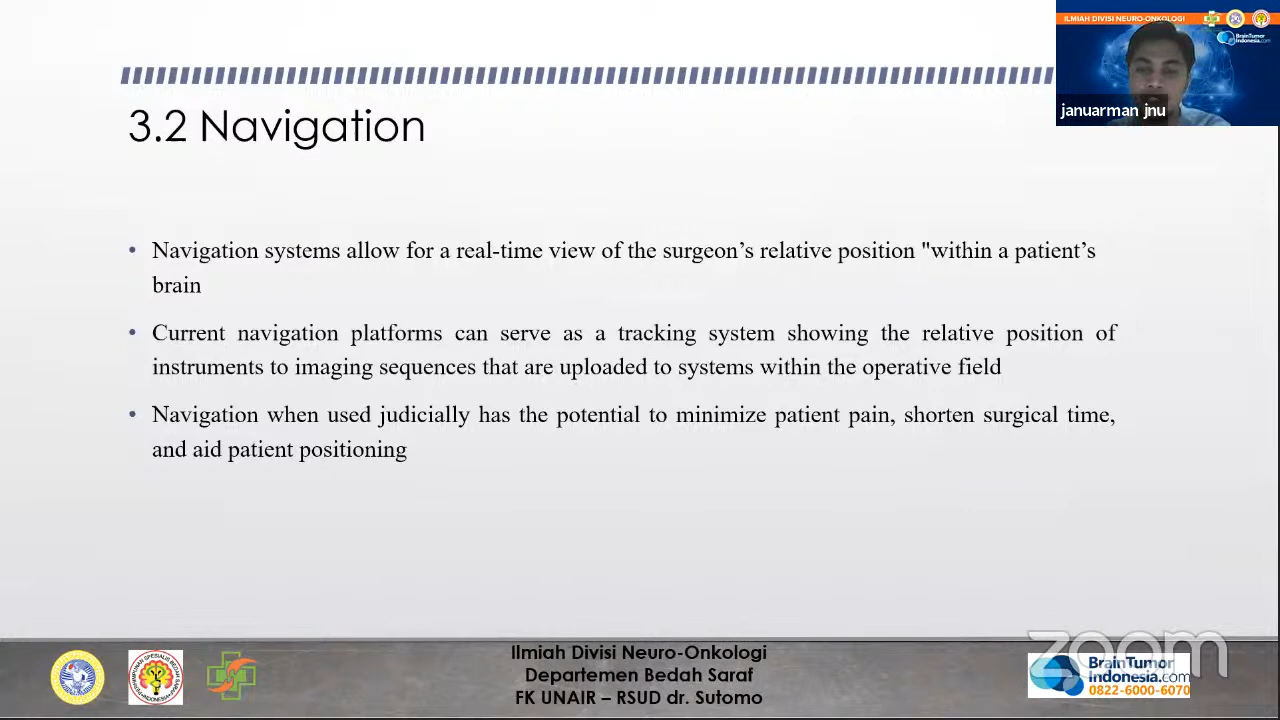 ILMIAH DIVISI NEURO-ONKOLOGI
BrainTumor
Indonesia.com
januarman jnu
3.2 Navigation
• Navigation systems allow for a real-time view of the surgeon’s relative position "within a patient’s
brain
• Current navigation platforms can serve as a tracking system showing the relative position of
instruments to imaging sequences that are uploaded to systems within the operative field
• Navigation when used judicially has the potential to minimize patient pain, shorten surgical time,
and aid patient positioning
Ilmiah Divisi Neuro-Onkologi
Departemen Bedah Saraf
FK UNAIR – RSUD dr. Sutomo
zoom
BrainTumor
Indonesia.com
0822-6000-6070